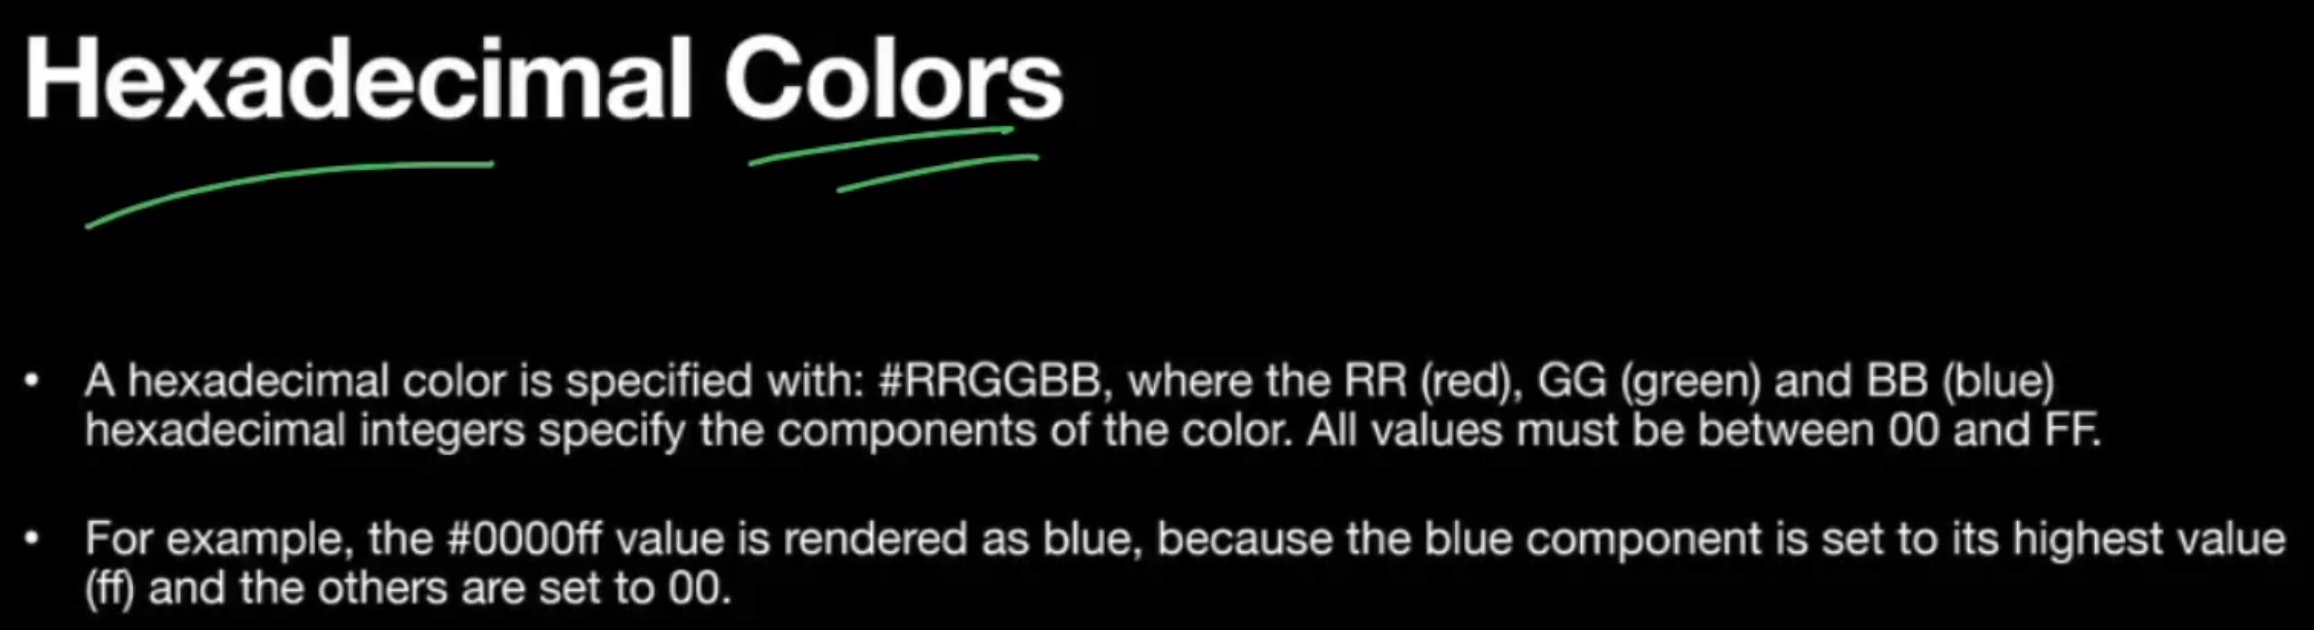 Hexadecimal Colors
• A hexadecimal color is specified with: #RRGGBB, where the RR (red), GG (green) and BB (blue)
hexadecimal integers specify the components of the color. All values must be between 00 and FF.
• For example, the #0000ff value is rendered as blue, because the blue component is set to its highest value
(ff) and the others are set to 00.